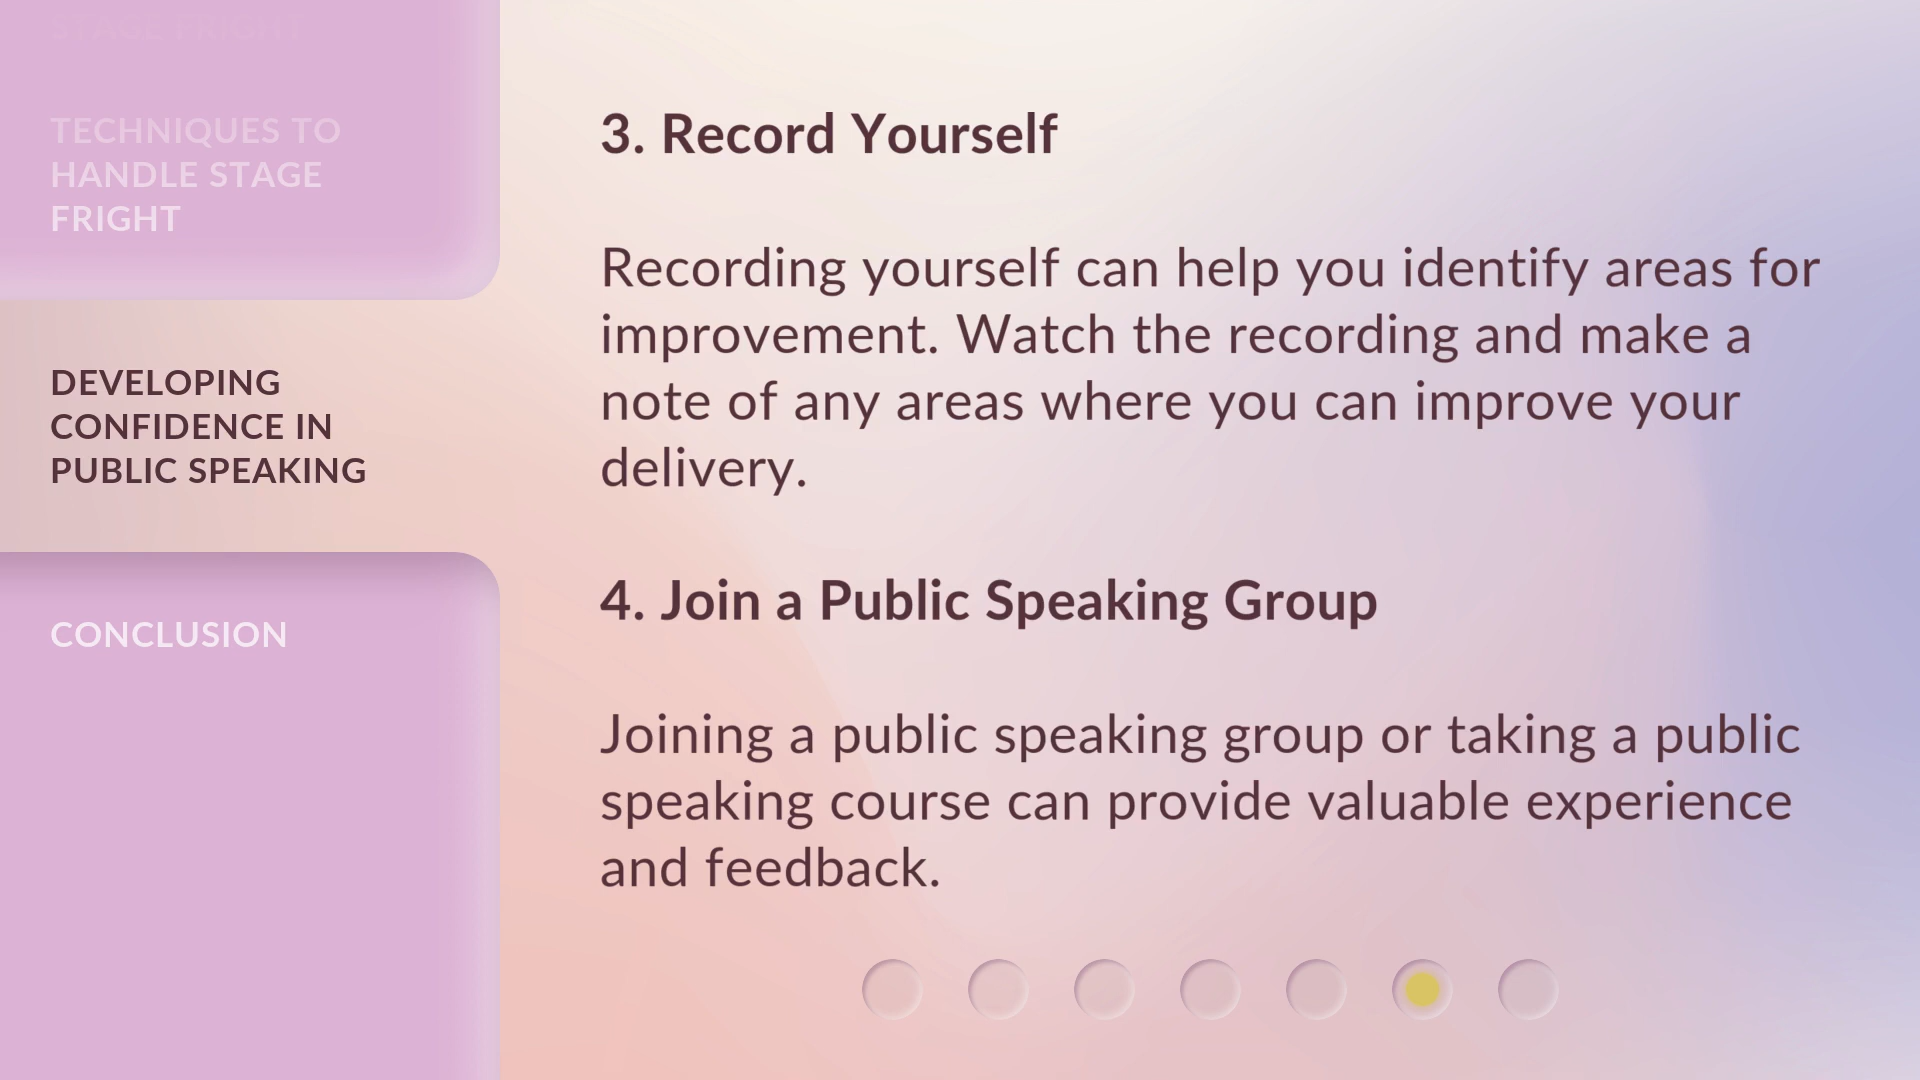 STAGE FRIGHT
TECHNIQUES TO
HANDLE STAGE
FRIGHT
DEVELOPING
CONFIDENCE IN
PUBLIC SPEAKING
CONCLUSION
3. Record Yourself
Recording yourself can help you identify areas for
improvement. Watch the recording and make a
note of any areas where you can improve your
delivery.
4. Join a Public Speaking Group
Joining a public speaking group or taking a public
speaking course can provide valuable experience
and feedback.